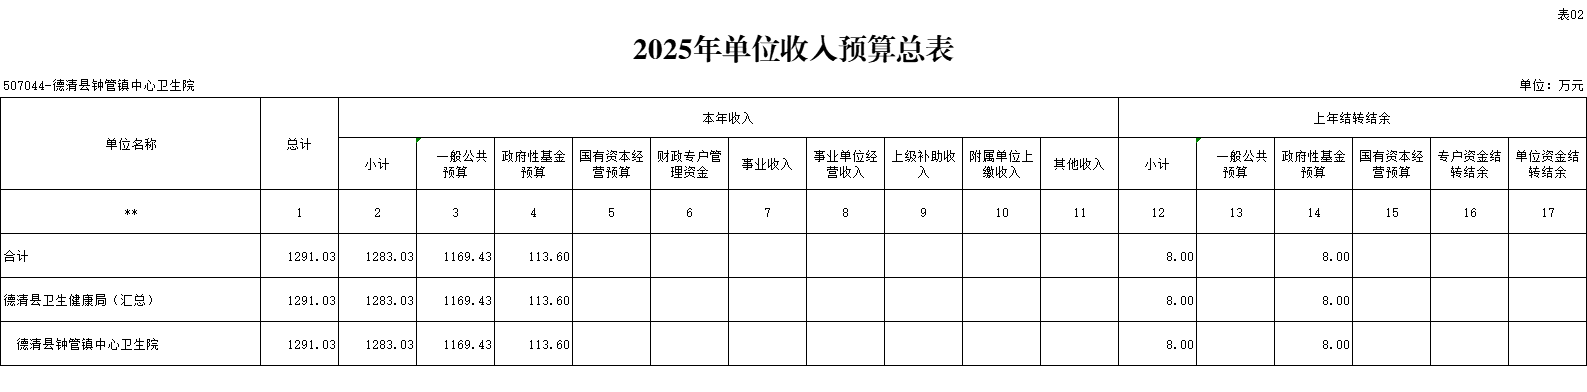 表02
2025年单位收入预算总表
507044-德清县钟管镇中心卫生院 单位：万元
单位名称 总计 本年收入 上年结转结余
小计 一般公共预算 政府性基金预算 国有资本经营预算 财政专户管理资金 事业收入 事业单位经营收入 上级补助收入 附属单位上缴收入 其他收入 小计 一般公共预算 政府性基金预算 国有资本经营预算 专户资金结转结余 单位资金结转结余
** 1 2 3 4 5 6 7 8 9 10 11 12 13 14 15 16 17
合计 1291.03 1283.03 1169.43 113.60 8.00 8.00
德清县卫生健康局（汇总） 1291.03 1283.03 1169.43 113.60 8.00 8.00
德清县钟管镇中心卫生院 1291.03 1283.03 1169.43 113.60 8.00 8.00